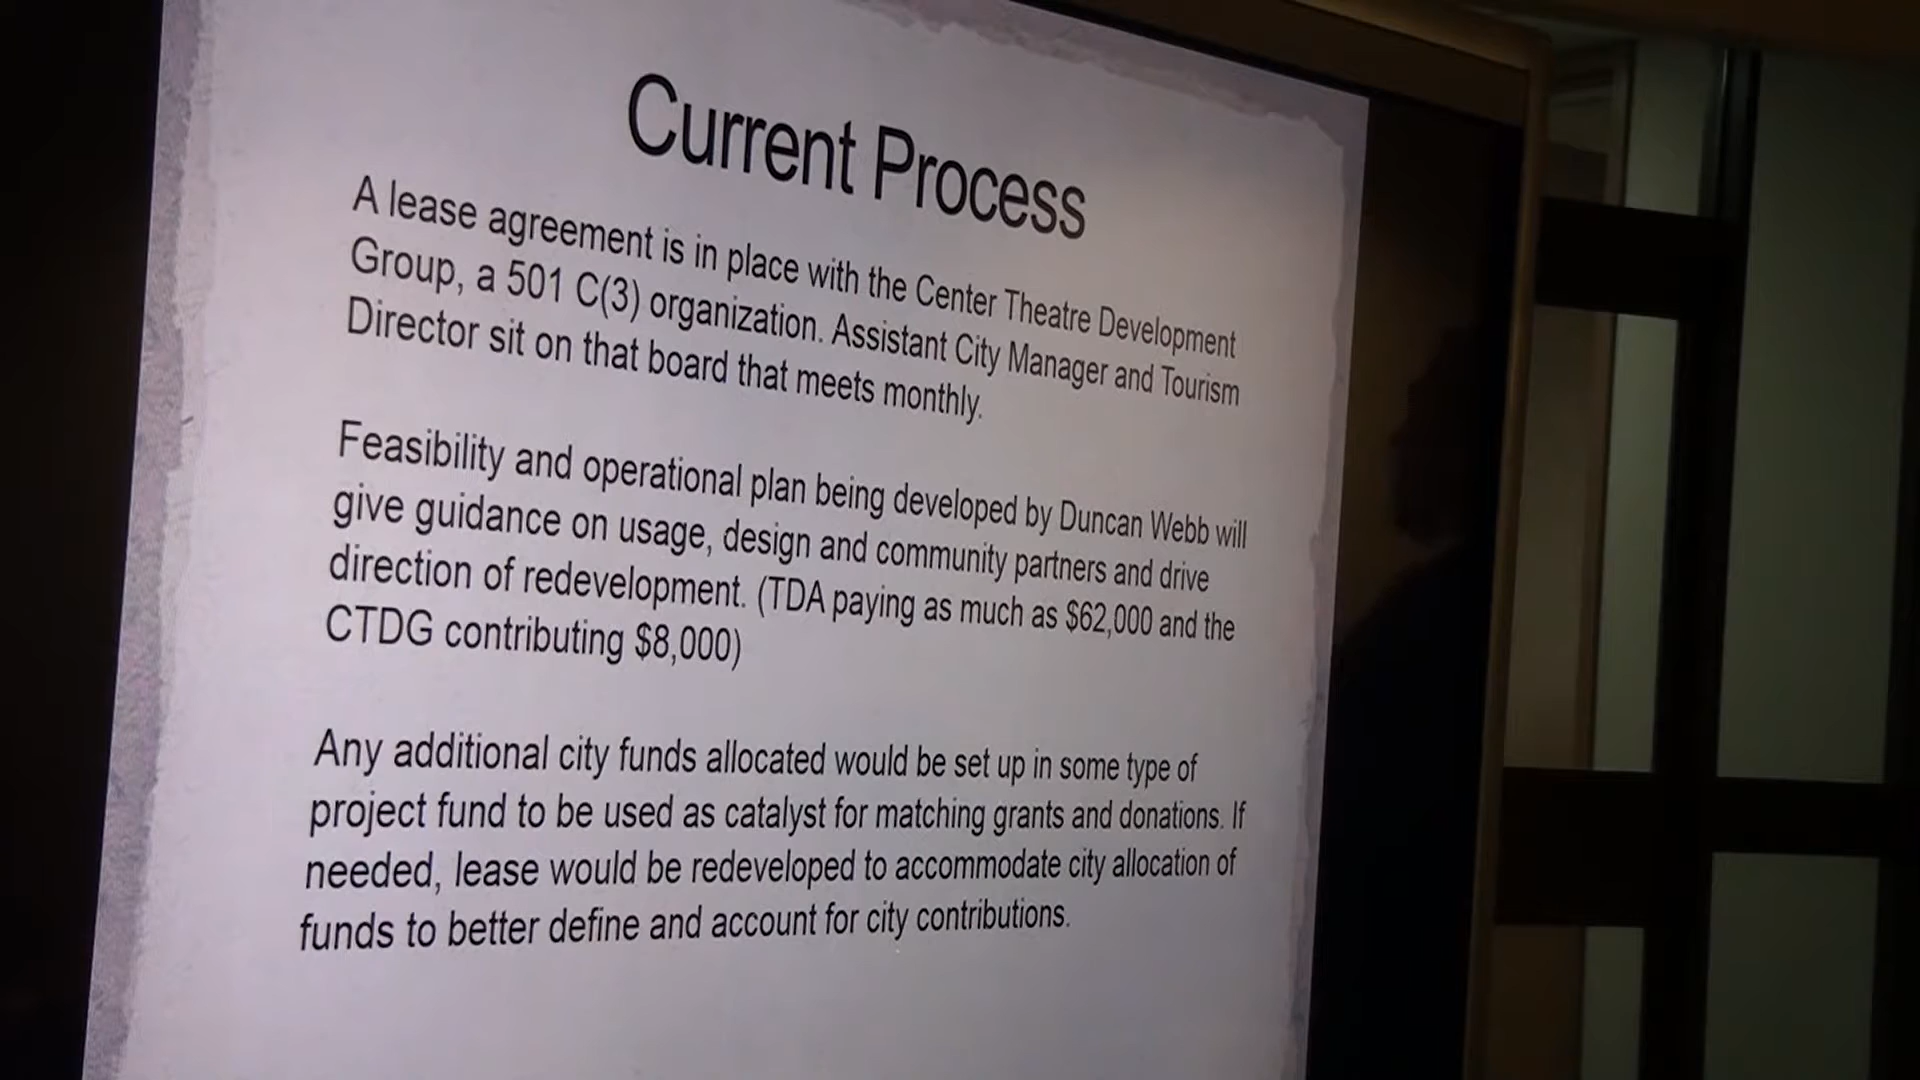 Current Process
A lease agreement is in place with the Center Theatre Development
Group, a 501 C(3) organization. Assistant City Manager and Tourism
Director sit on that board that meets monthly.
Feasibility and operational plan being developed by Duncan Webb will
give guidance on usage, design and community partners and drive
direction of redevelopment. (TDA paying as much as $62,000 and the
CTDG contributing $8,000)
Any additional city funds allocated would be set up in some type of
project fund to be used as catalyst for matching grants and donations. If
needed, lease would be redeveloped to accommodate city allocation of
funds to better define and account for city contributions.